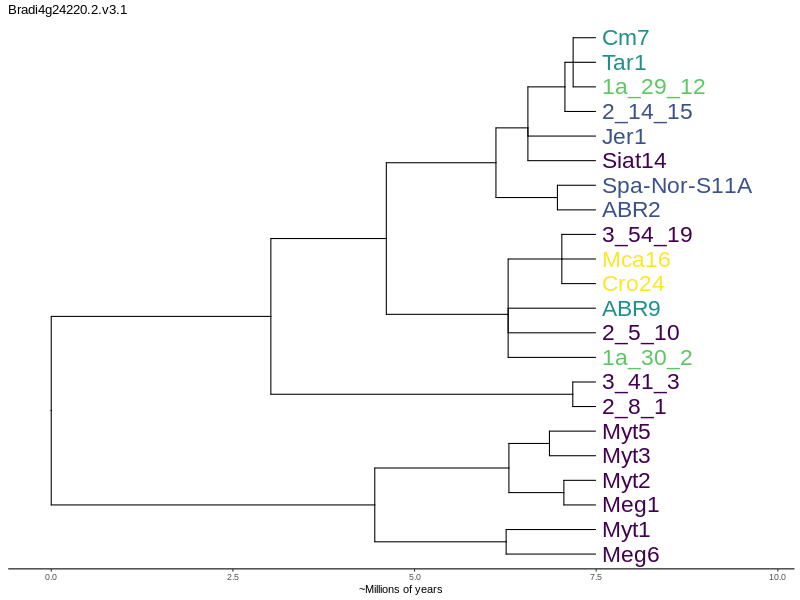 Bradi4g24220.2.v3.1
Cm7
Tar1
1a_29_12
2_14_15
Jer1
Siat14
Spa-Nor-S11A
ABR2
3_54_19
Mca16
Cro24
ABR9
2_5_10
1a_30_2
3_41_3
2_8_1
Myt5
Myt3
Myt2
Meg1
Myt1
Meg6
0.0 2.5 5.0 7.5 10.0
~Millions of years